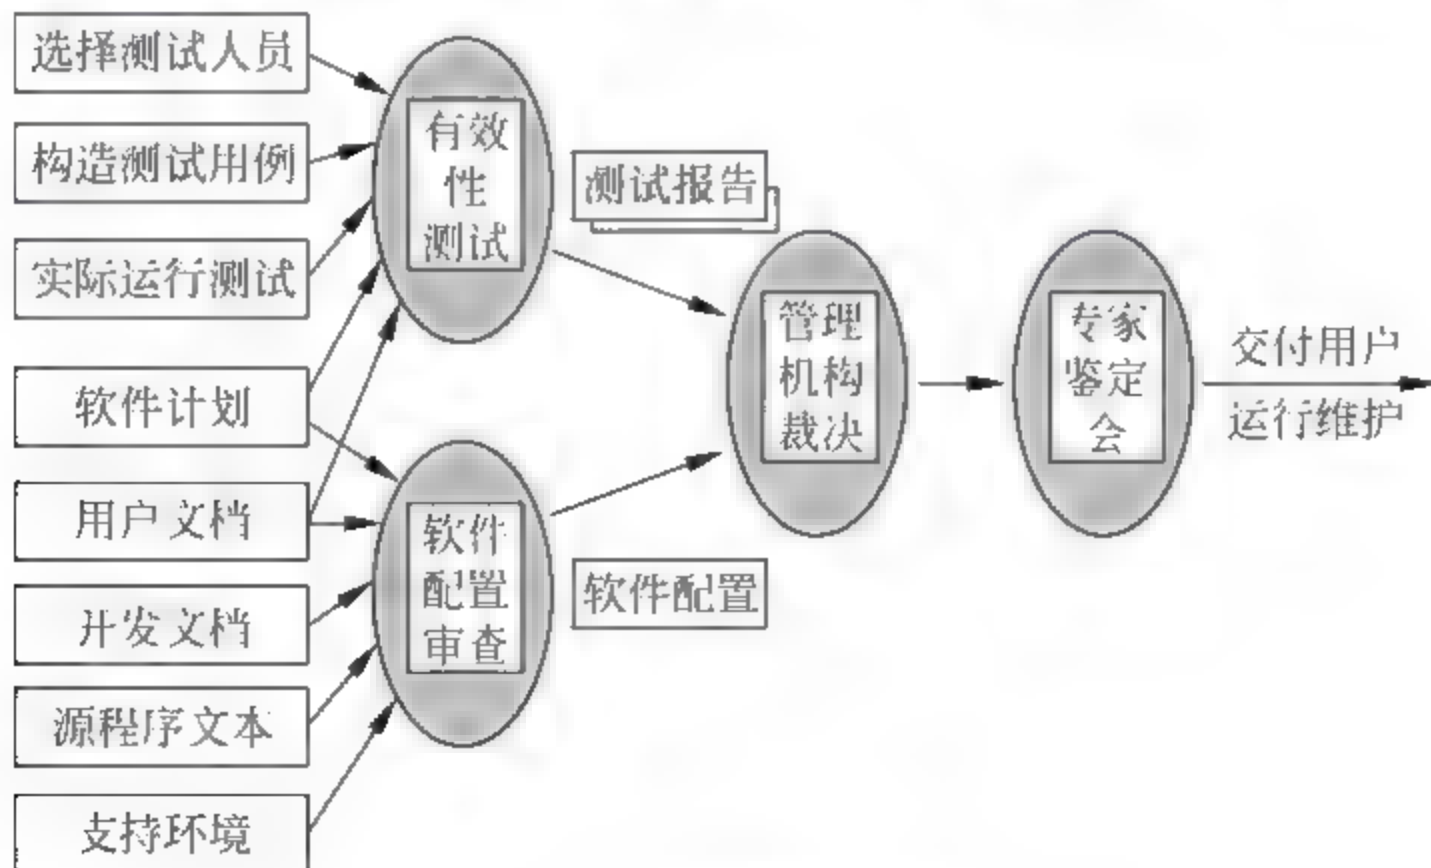 选择测试人员
构造测试用例
实际运行测试
软件计划
用户文档
开发文档
源程序文本
支持环境
有效
性
测试
软件
配置
审查
测试报告
软件配置
管理
机构
裁决
专家
鉴定
会
交付用户
运行维护